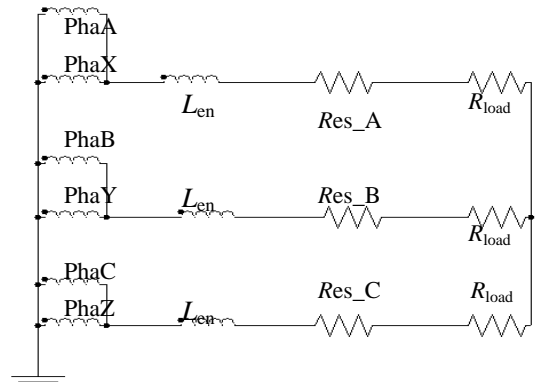 PhaA
PhaX
Len
Res_A
Rload
PhaB
PhaY
Len
Res_B
Rload
PhaC
PhaZ
Len
Res_C
Rload